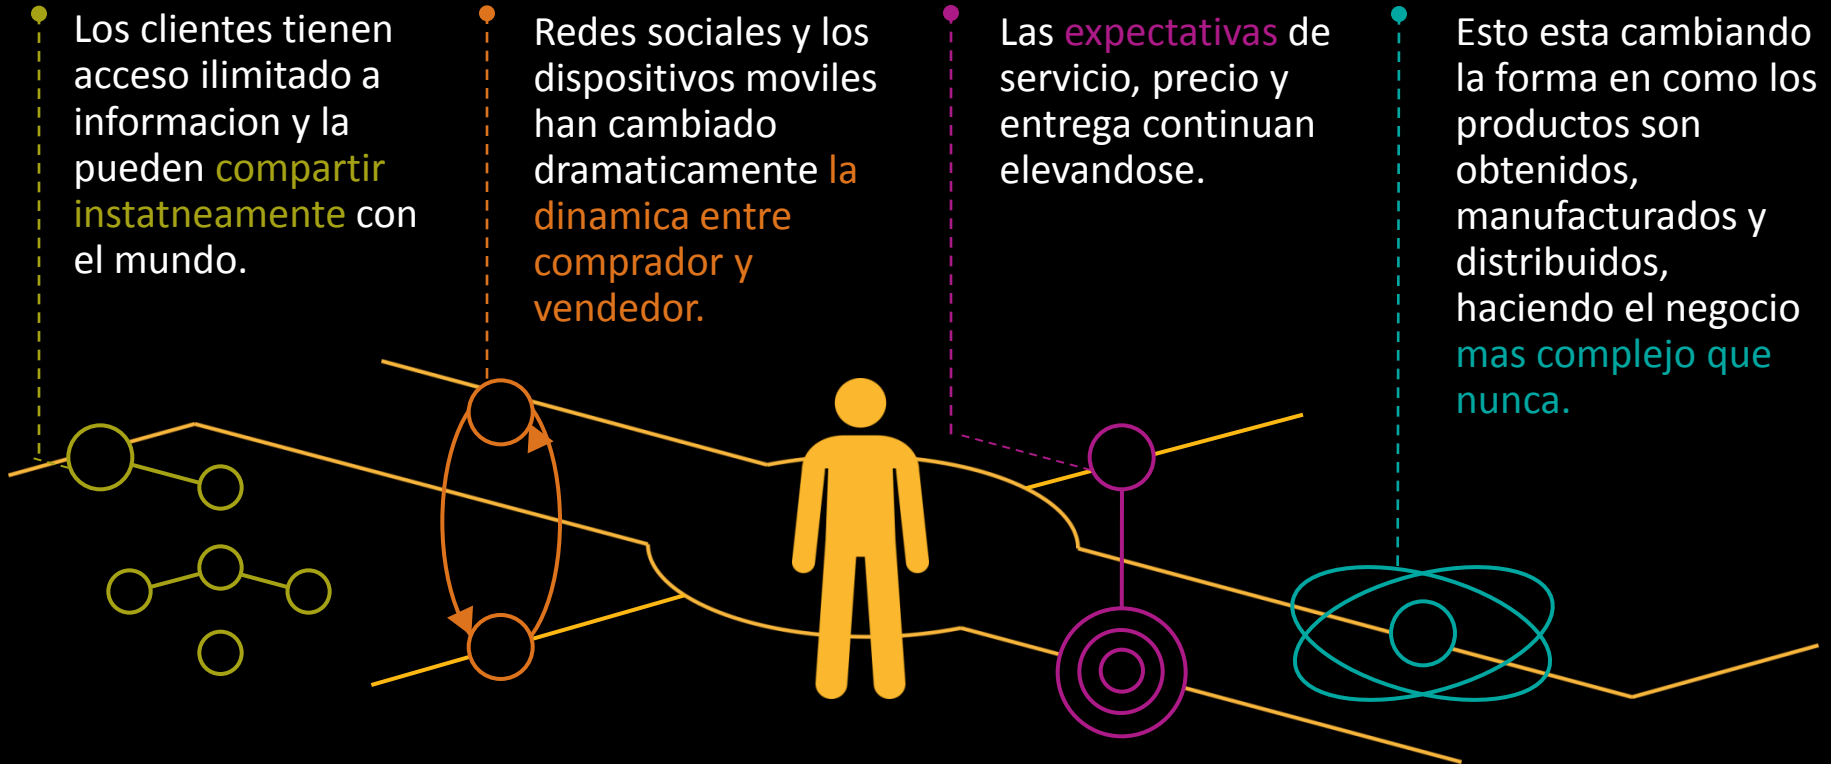 Los clientes tienen
acceso ilimitado a
informacion y la
pueden compartir
instatneamente con
el mundo.
Redes sociales y los
dispositivos moviles
han cambiado
dramaticamente la
dinamica entre
comprador y
vendedor.
Las expectativas de
servicio, precio y
entrega continuan
elevandose.
Esto esta cambiando
la forma en como los
productos son
obtenidos,
manufacturados y
distribuidos,
haciendo el negocio
mas complejo que
nunca.